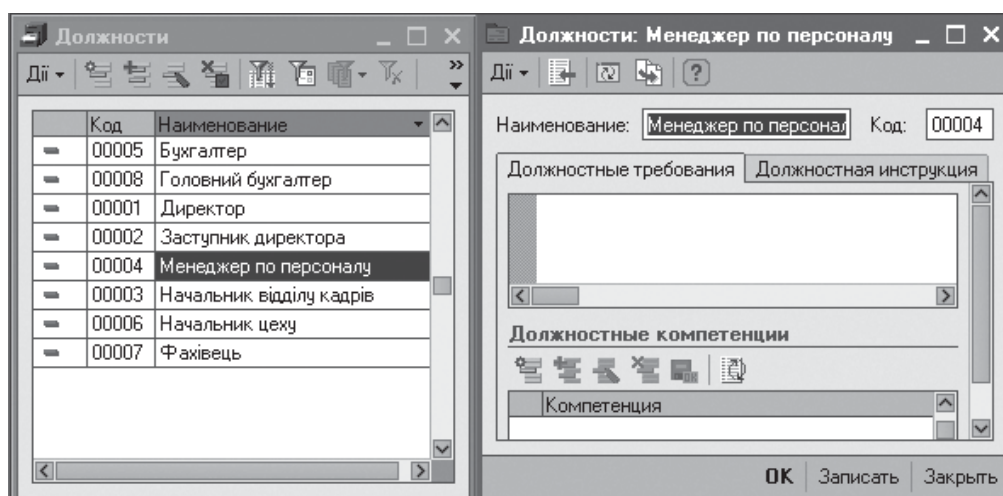 Должности
Дії
Код Наименование
00005 Бухгалтер
00008 Головний бухгалтер
00001 Директор
00002 Заступник директора
00004 Менеджер по персоналу
00003 Начальник відділу кадрів
00006 Начальник цеху
00007 Фахівець
Должности: Менеджер по персоналу
Дії
Наименование: Менеджер по персонал Код: 00004
Должностные требования Должностная инструкция
Должностные компетенции
Компетенция
OK Записать Закрыть